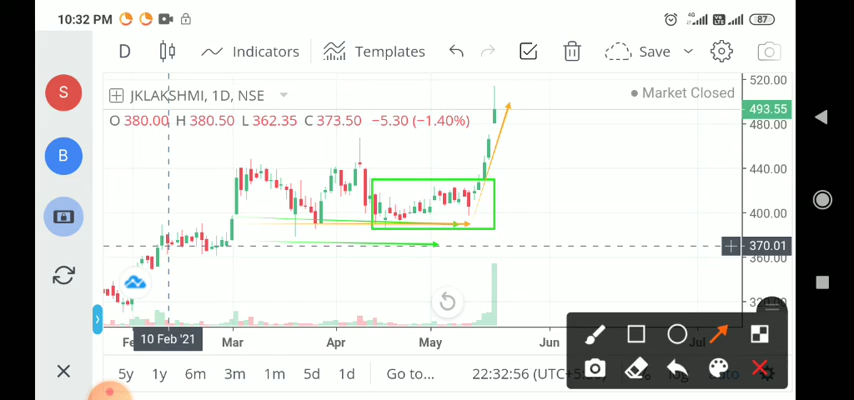 10:32 PM 4G 87
D Indicators Templates Save
520.00
S JKLAKSHMI, 1D, NSE Market Closed
493.55
O 380.00 H 380.50 L 362.35 C 373.50 −5.30 (−1.40%)
480.00
B
440.00
400.00
370.01
360.00
10 Feb '21 Mar Apr May Jun
5y 1y 6m 3m 1m 5d 1d Go to... 22:32:56 (UTC+5